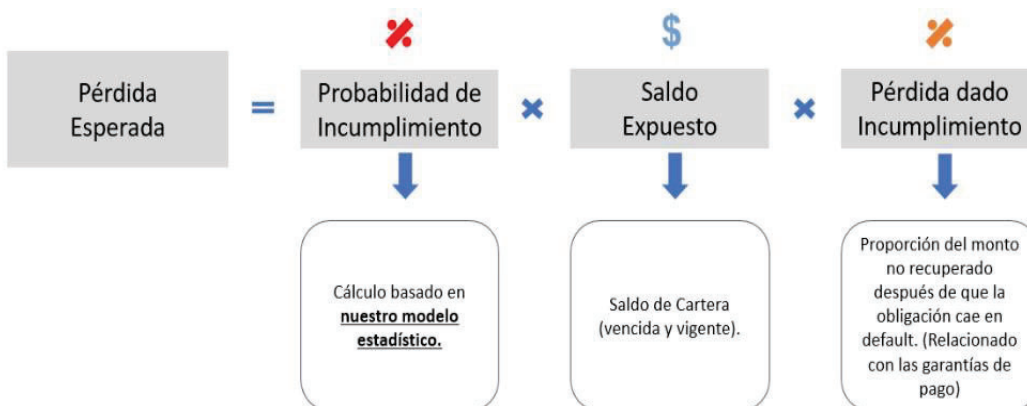 % $ %
Pérdida
Esperada
=
Probabilidad de
Incumplimiento
×
Saldo
Expuesto
×
Pérdida dado
Incumplimiento
Cálculo basado en
nuestro modelo
estadístico.
Saldo de Cartera
(vencida y vigente).
Proporción del monto
no recuperado
después de que la
obligación cae en
default. (Relacionado
con las garantías de
pago)